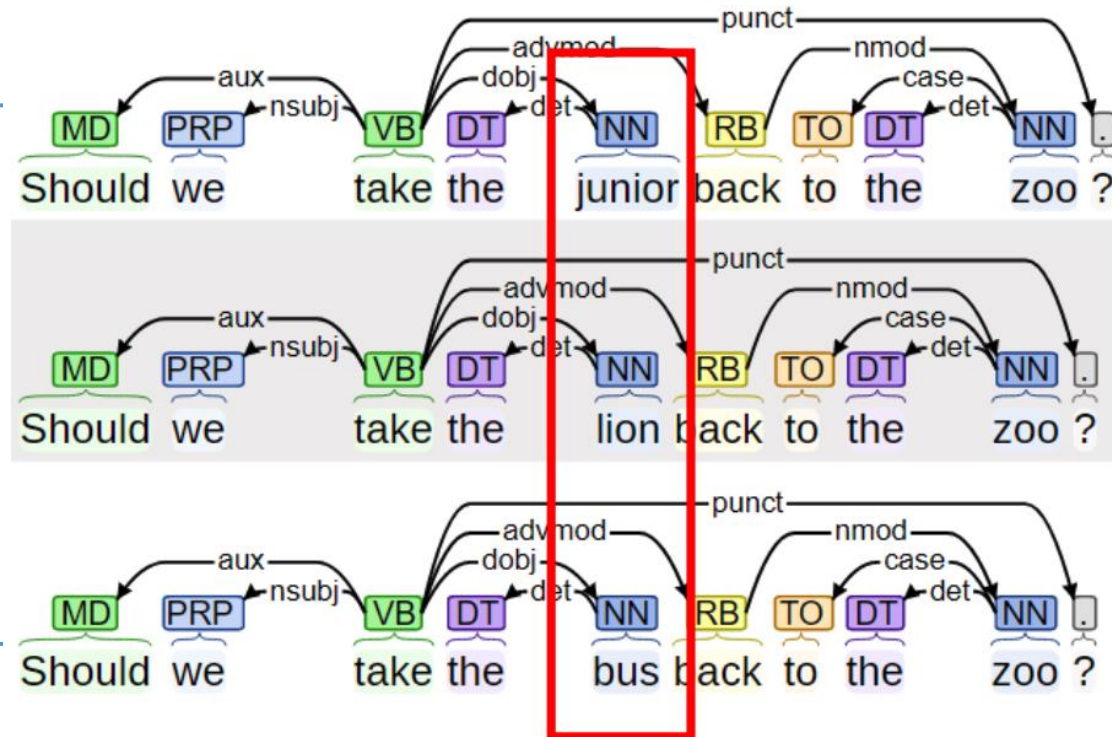 punct
advmod nmod
aux dobj case
nsubj det det
MD PRP VB DT NN RB TO DT NN .
Should we take the junior back to the zoo ?
punct
advmod nmod
aux dobj case
nsubj det det
MD PRP VB DT NN RB TO DT NN .
Should we take the lion back to the zoo ?
punct
advmod nmod
aux dobj case
nsubj det det
MD PRP VB DT NN RB TO DT NN .
Should we take the bus back to the zoo ?